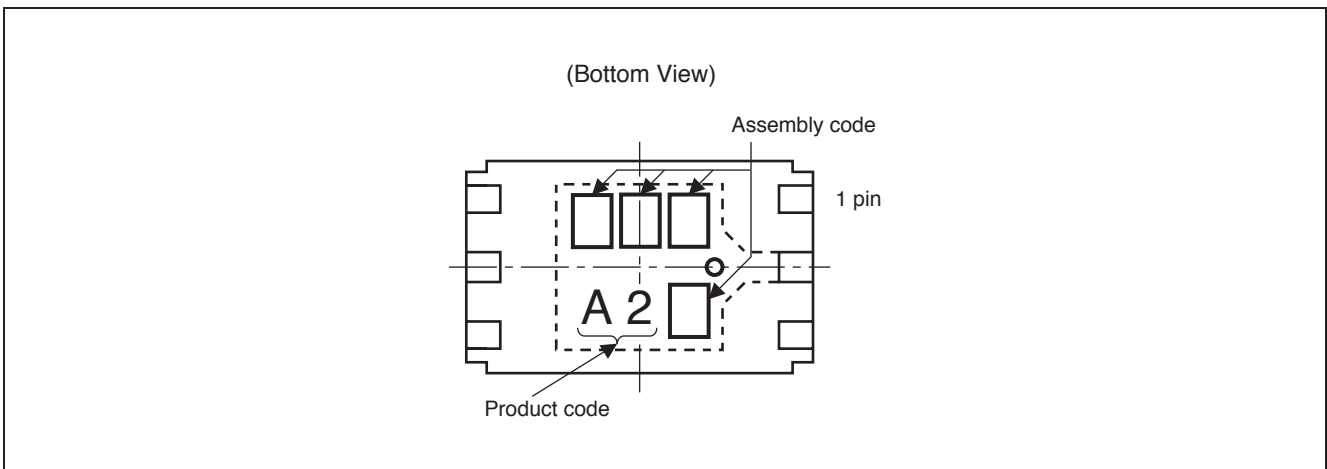 (Bottom View)
Assembly code
1 pin
A 2
Product code